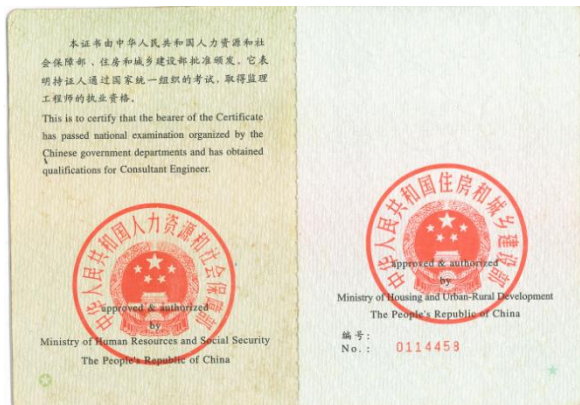 本证书由中华人民共和国人力资源和社
会保障部、住房和城乡建设部批准颁发。它表
明持证人通过国家统一组织的考试，取得监理
工程师的执业资格。
This is to certify that the bearer of the Certificate
has passed national examination organized by the
Chinese government departments and has obtained
qualifications for Consultant Engineer.
中华人民共和国人力资源和社会保障部
approved & authorized
by
Ministry of Human Resources and Social Security
The People's Republic of China
中华人民共和国住房和城乡建设部
approved & authorized
by
Ministry of Housing and Urban-Rural Development
The People's Republic of China
编号：
No.： 0114458